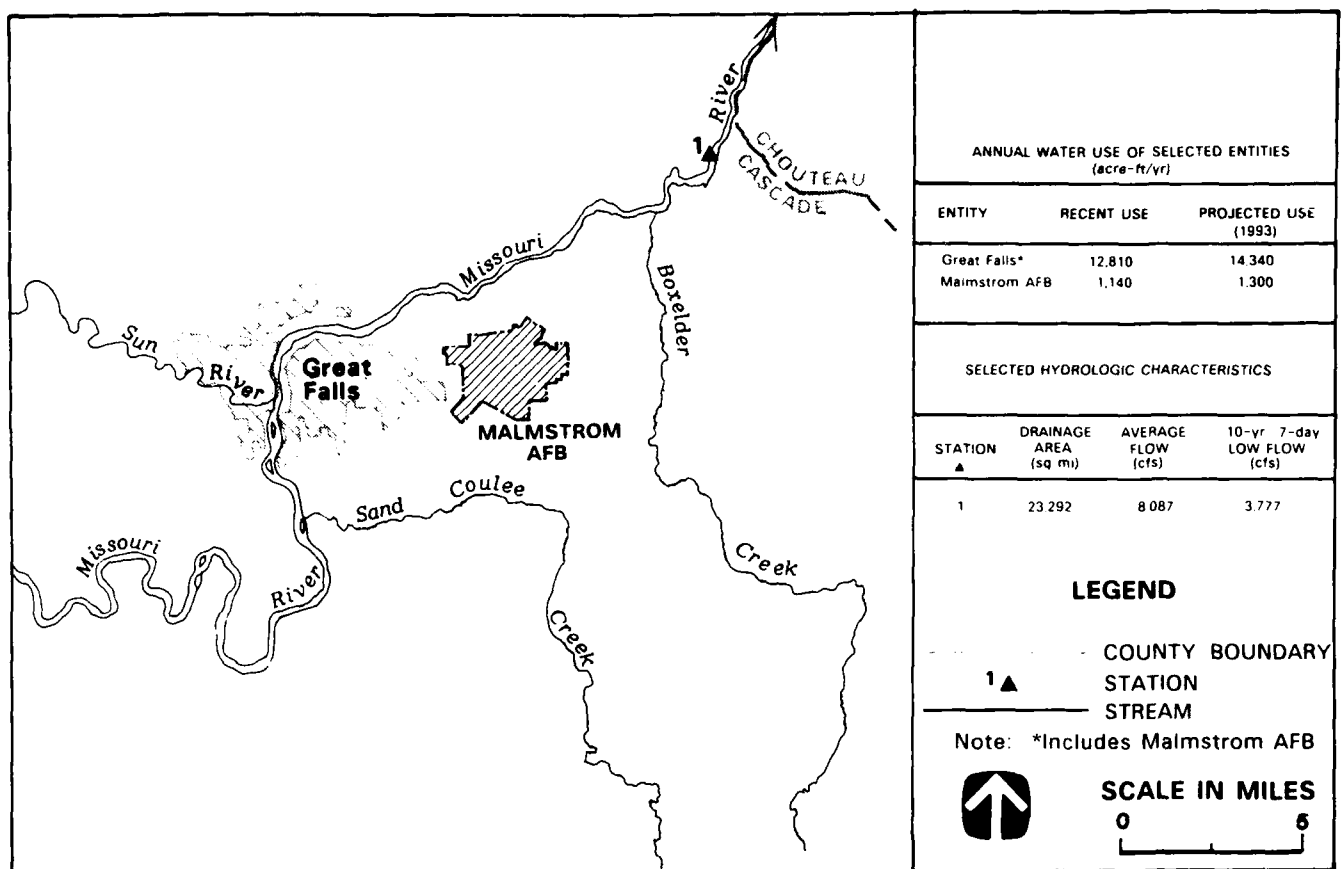 River
1
CHOUTEAU
CASCADE
Missouri
Boxelder
Sun
River
Great
Falls
MALMSTROM
AFB
Sand Coulee
Missouri
River
Creek
Creek
ANNUAL WATER USE OF SELECTED ENTITIES
(acre-ft/yr)
ENTITY RECENT USE PROJECTED USE
(1993)
Great Falls* 12,810 14,340
Malmstrom AFB 1,140 1,300
SELECTED HYDROLOGIC CHARACTERISTICS
STATION DRAINAGE AVERAGE 10-yr 7-day
AREA FLOW LOW FLOW
▲ (sq mi) (cfs) (cfs)
1 23 292 8 087 3,777
LEGEND
COUNTY BOUNDARY
1 ▲ STATION
STREAM
Note: *Includes Malmstrom AFB
SCALE IN MILES
0 5